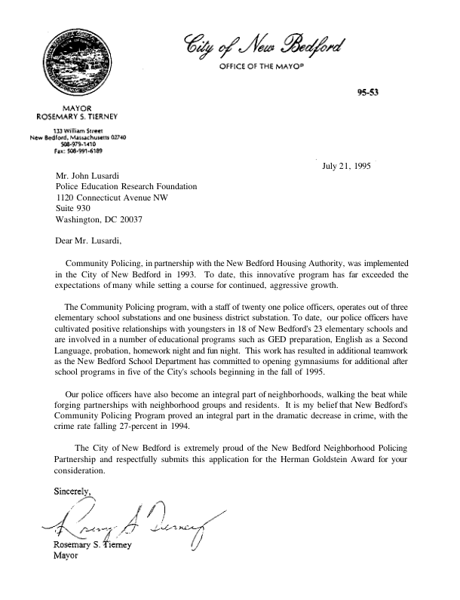 City of New Bedford
OFFICE OF THE MAYOR
95-53
MAYOR
ROSEMARY S. TIERNEY
133 William Street
New Bedford, Massachusetts 02740
508-979-1410
Fax: 508-991-6189
July 21, 1995
Mr. John Lusardi
Police Education Research Foundation
1120 Connecticut Avenue NW
Suite 930
Washington, DC 20037
Dear Mr. Lusardi,
Community Policing, in partnership with the New Bedford Housing Authority, was implemented
in the City of New Bedford in 1993. To date, this innovative program has far exceeded the
expectations of many while setting a course for continued, aggressive growth.
The Community Policing program, with a staff of twenty one police officers, operates out of three
elementary school substations and one business district substation. To date, our police officers have
cultivated positive relationships with youngsters in 18 of New Bedford's 23 elementary schools and
are involved in a number of educational programs such as GED preparation, English as a Second
Language, probation, homework night and fun night. This work has resulted in additional teamwork
as the New Bedford School Department has committed to opening gymnasiums for additional after
school programs in five of the City's schools beginning in the fall of 1995.
Our police officers have also become an integral part of neighborhoods, walking the beat while
forging partnerships with neighborhood groups and residents. It is my belief that New Bedford's
Community Policing Program proved an integral part in the dramatic decrease in crime, with the
crime rate falling 27-percent in 1994.
The City of New Bedford is extremely proud of the New Bedford Neighborhood Policing
Partnership and respectfully submits this application for the Herman Goldstein Award for your
consideration.
Sincerely,
Rosemary S. Tierney
Rosemary S. Tierney
Mayor